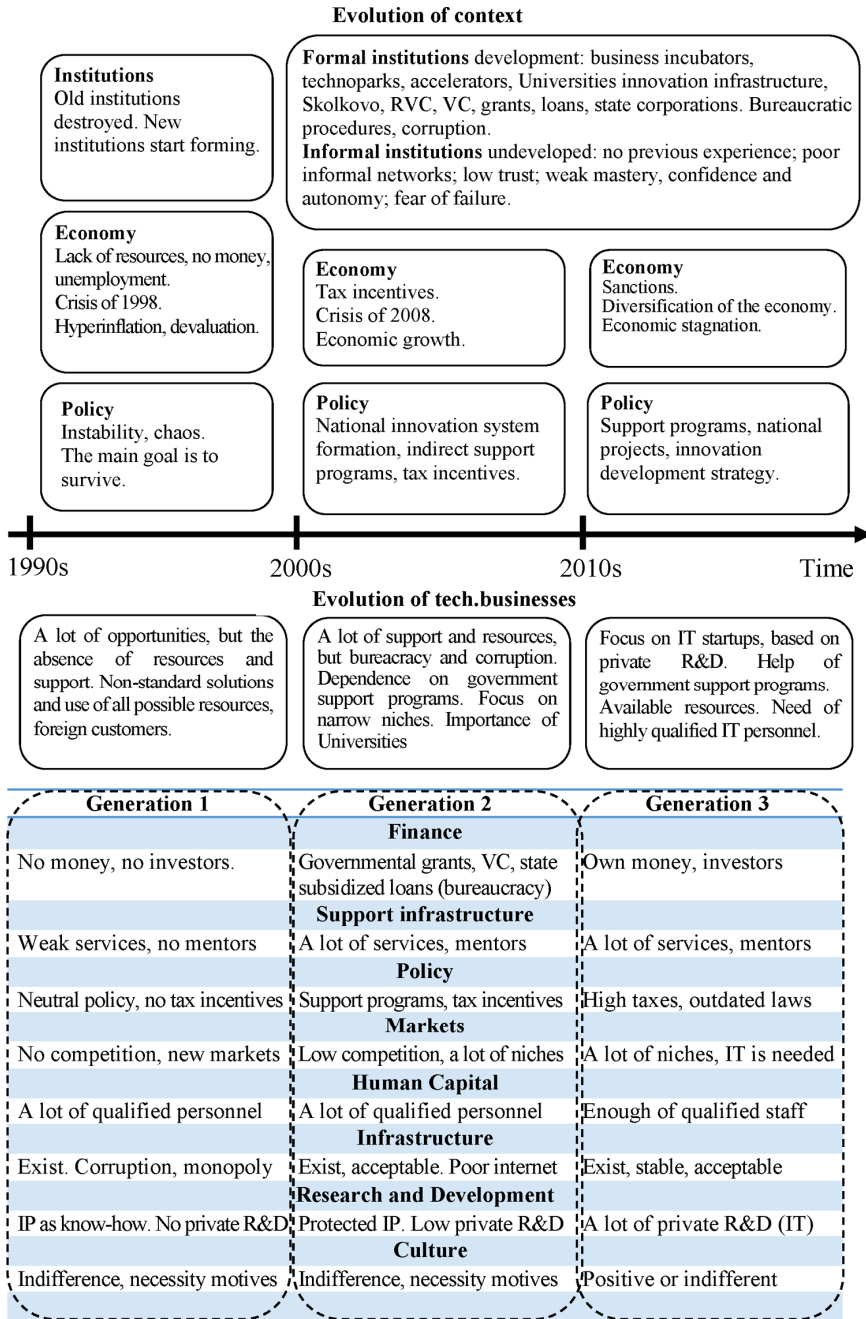 Evolution of context
Institutions
Old institutions
destroyed. New
institutions start forming.
Formal institutions development: business incubators,
technoparks, accelerators, Universities innovation infrastructure,
Skolkovo, RVC, VC, grants, loans, state corporations. Bureaucratic
procedures, corruption.
Informal institutions undeveloped: no previous experience; poor
informal networks; low trust; weak mastery, confidence and
autonomy; fear of failure.
Economy
Lack of resources, no money,
unemployment.
Crisis of 1998.
Hyperinflation, devaluation.
Economy
Tax incentives.
Crisis of 2008.
Economic growth.
Economy
Sanctions.
Diversification of the economy.
Economic stagnation.
Policy
Instability, chaos.
The main goal is to
survive.
Policy
National innovation system
formation, indirect support
programs, tax incentives.
Policy
Support programs, national
projects, innovation
development strategy.
1990s 2000s 2010s Time
Evolution of tech.businesses
A lot of opportunities, but the
absence of resources and
support. Non-standard solutions
and use of all possible resources,
foreign customers.
A lot of support and resources,
but bureacracy and corruption.
Dependence on government
support programs. Focus on
narrow niches. Importance of
Universities
Focus on IT startups, based on
private R&D. Help of
government support programs.
Available resources. Need of
highly qualified IT personnel.
Generation 1 Generation 2 Generation 3
Finance
No money, no investors.
Governmental grants, VC, state
subsidized loans (bureaucracy)
Own money, investors
Support infrastructure
Weak services, no mentors A lot of services, mentors A lot of services, mentors
Policy
Neutral policy, no tax incentives Support programs, tax incentives High taxes, outdated laws
Markets
No competition, new markets Low competition, a lot of niches A lot of niches, IT is needed
Human Capital
A lot of qualified personnel A lot of qualified personnel Enough of qualified staff
Infrastructure
Exist. Corruption, monopoly Exist, acceptable. Poor internet Exist, stable, acceptable
Research and Development
IP as know-how. No private R&D Protected IP. Low private R&D A lot of private R&D (IT)
Culture
Indifference, necessity motives Indifference, necessity motives Positive or indifferent